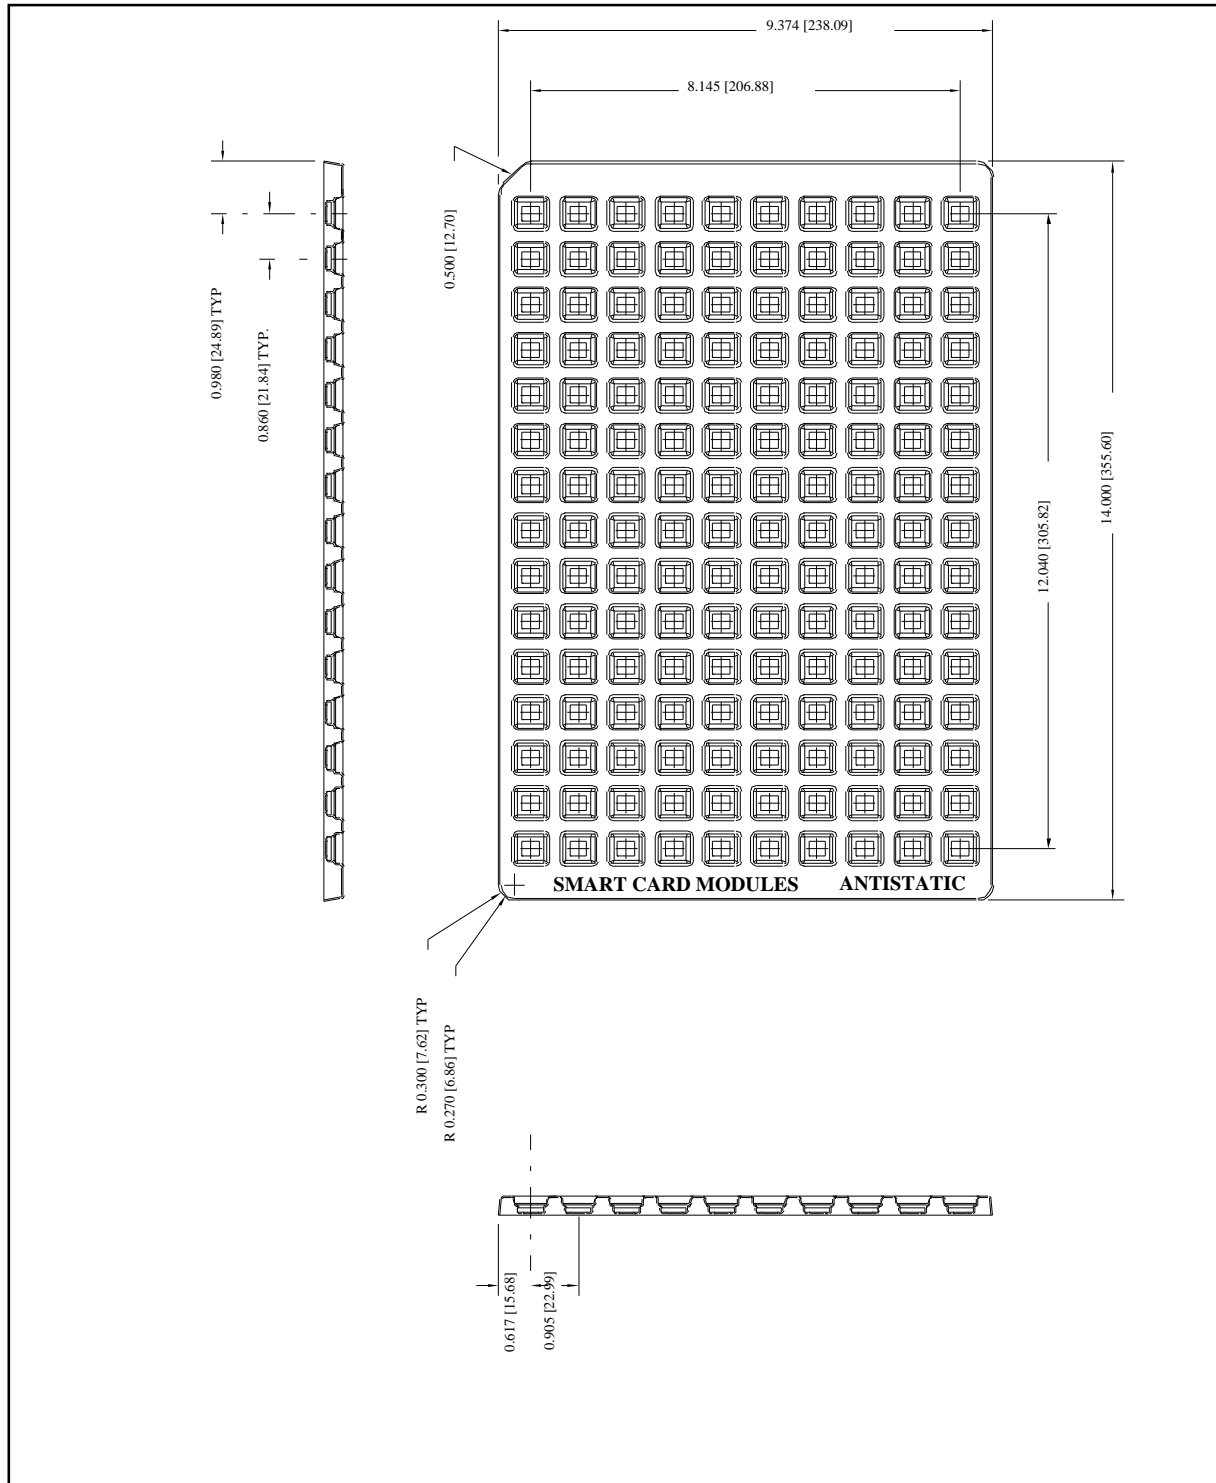 9.374 [238.09]
8.145 [206.88]
0.500 [12.70]
0.980 [24.89] TYP
0.860 [21.84] TYP.
12.040 [305.82]
14.000 [355.60]
SMART CARD MODULES ANTISTATIC
R 0.300 [7.62] TYP
R 0.270 [6.86] TYP
0.617 [15.68]
0.905 [22.99]